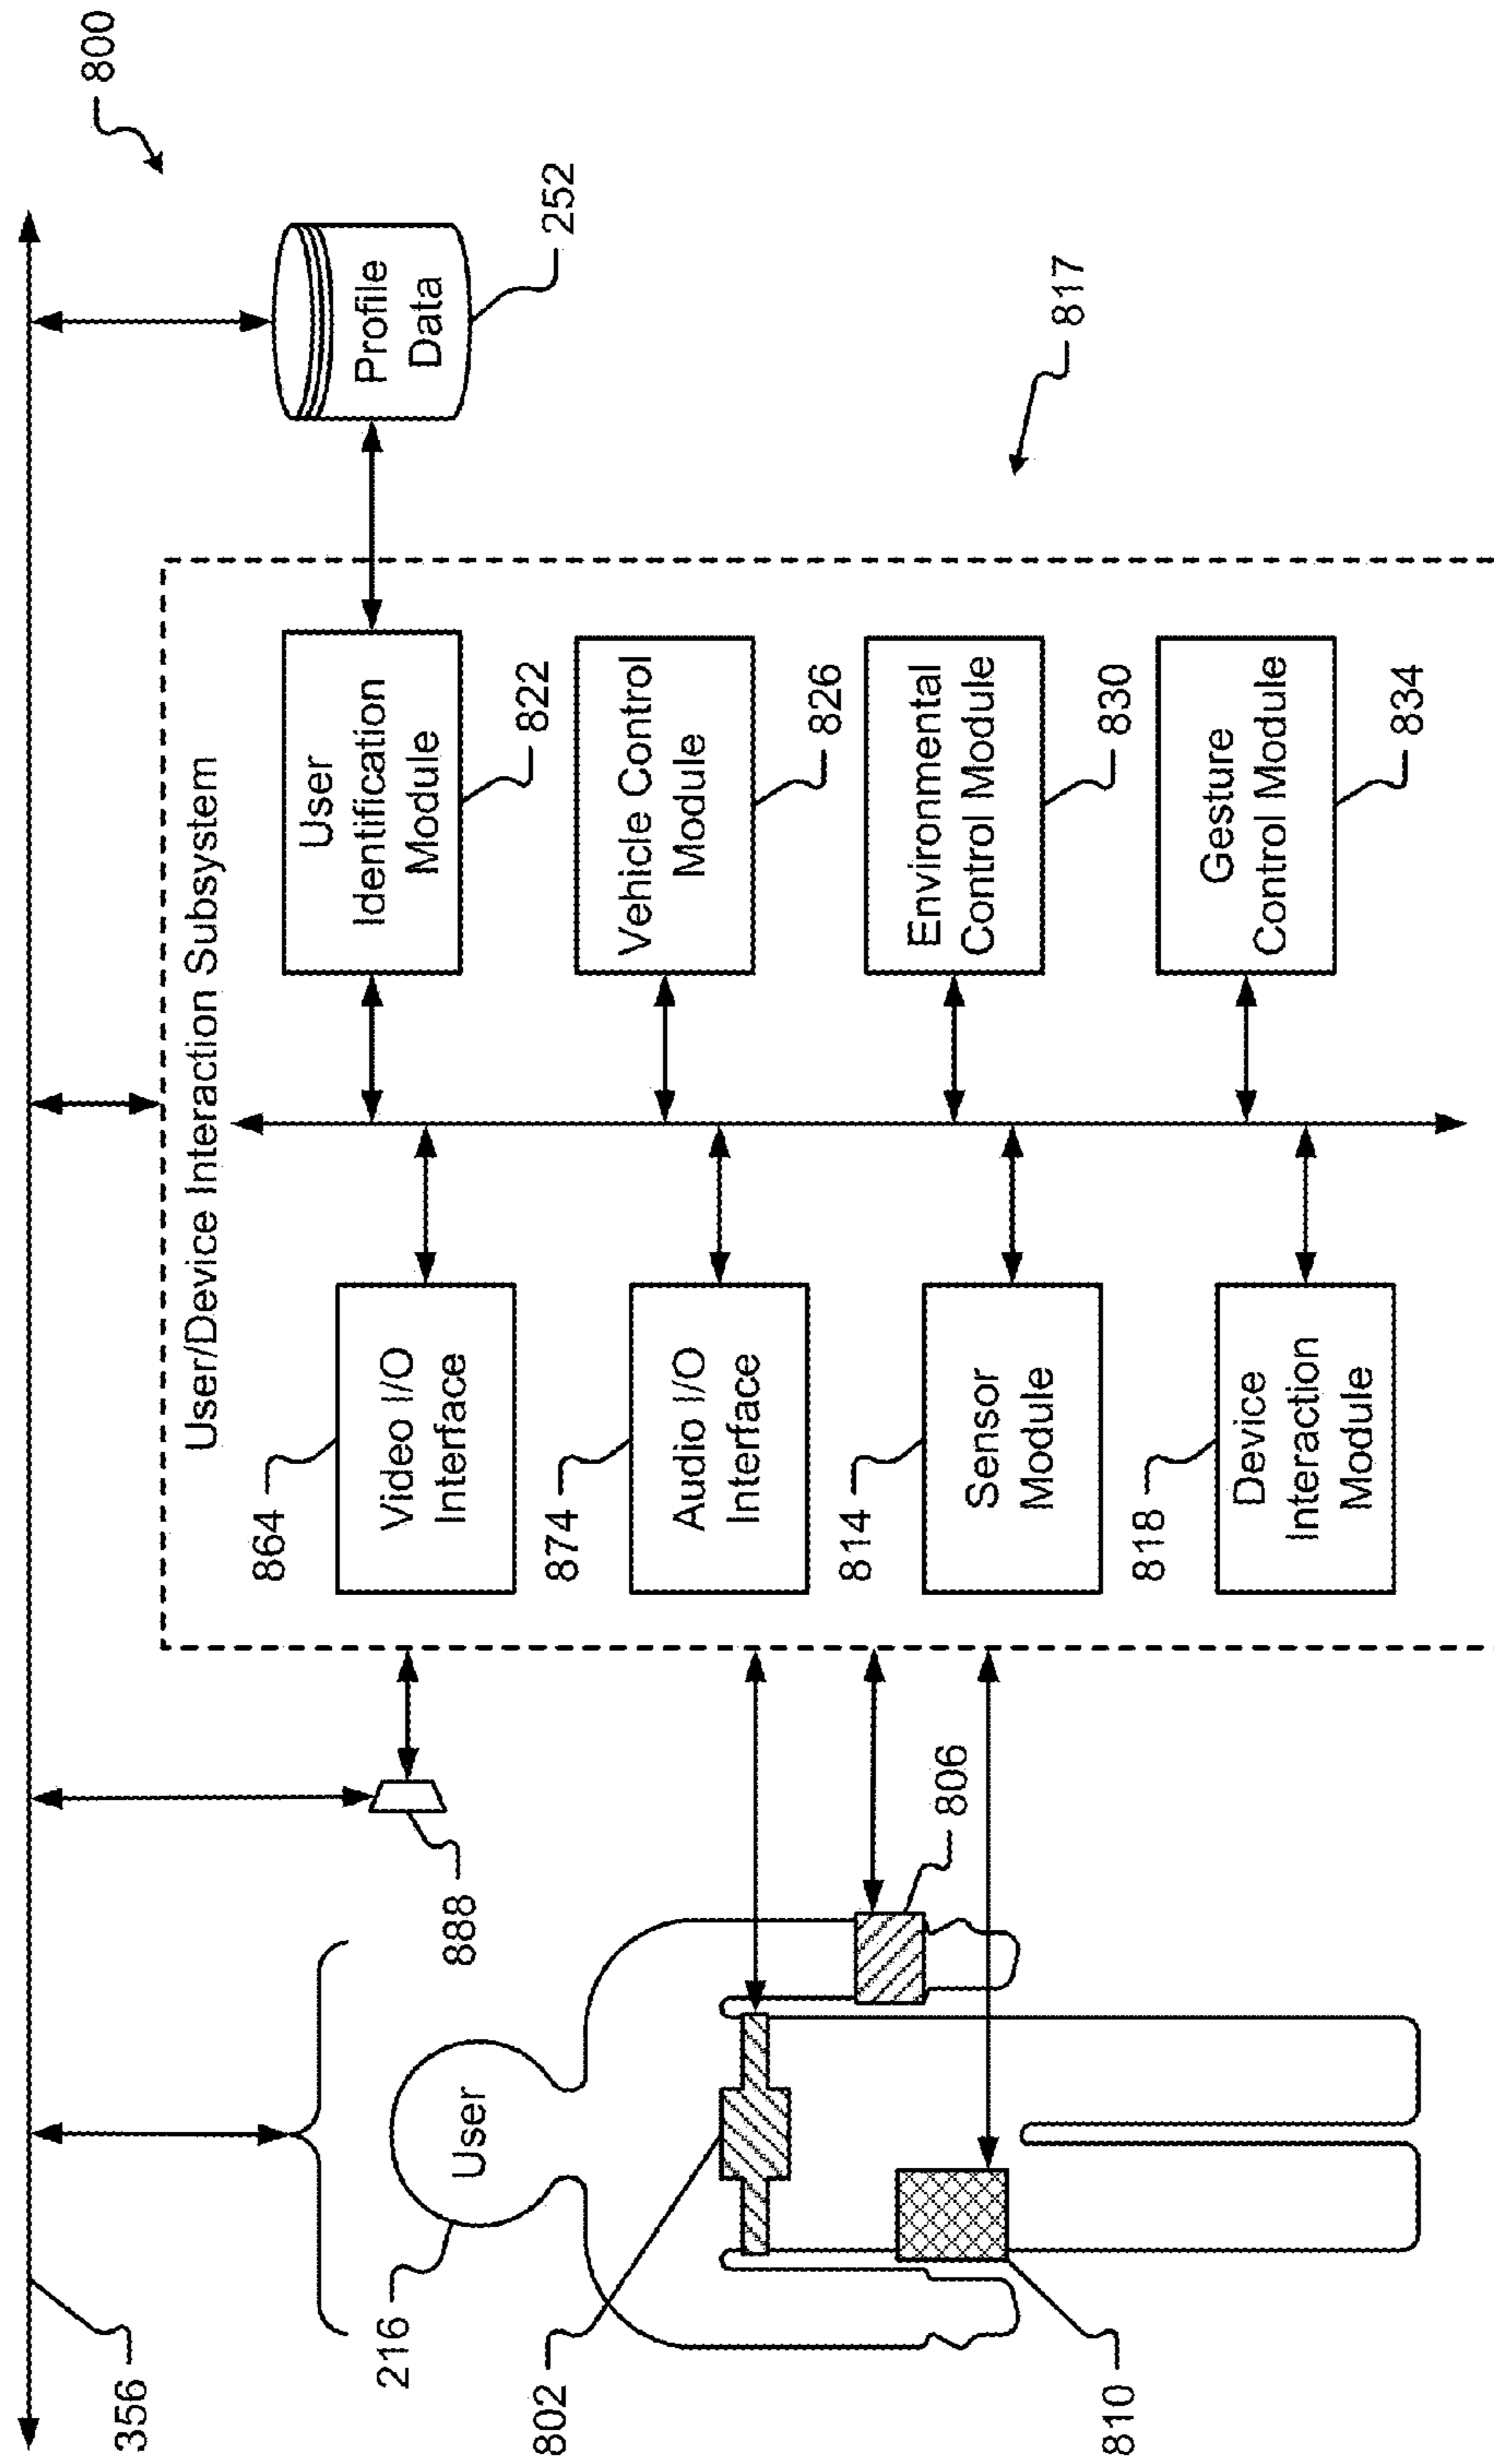 800
356
Profile
Data
252
817
User/Device Interaction Subsystem
User
Identification
Module
822
Vehicle Control
Module
826
Environmental
Control Module
830
Gesture
Control Module
834
864
Video I/O
Interface
874
Audio I/O
Interface
814
Sensor
Module
818
Device
Interaction
Module
888
806
User
216
802
810